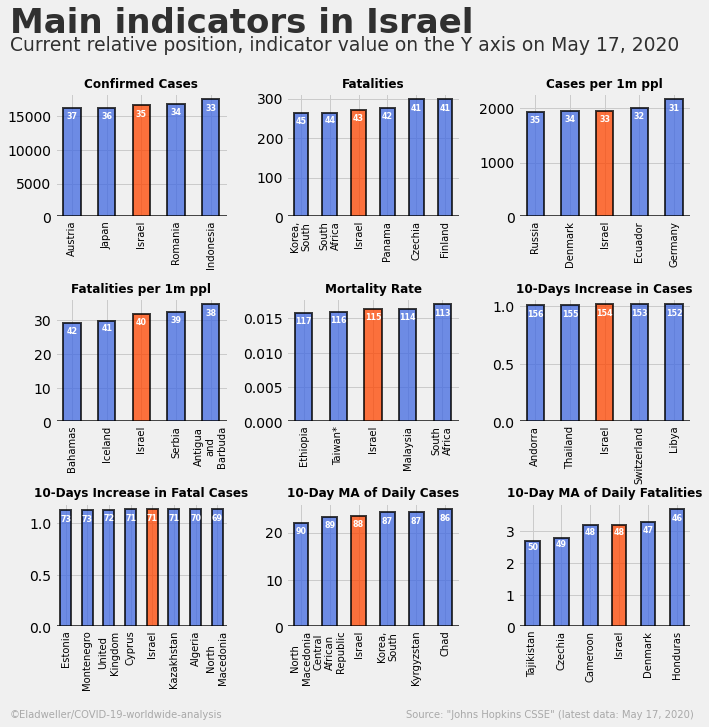 Main indicators in Israel
Current relative position, indicator value on the Y axis on May 17, 2020
Confirmed Cases
15000
10000
5000
0
37
36
35
34
33
Austria
Japan
Israel
Romania
Indonesia
Fatalities
300
200
100
0
45
44
43
42
41
41
Korea,
South
South
Africa
Israel
Panama
Czechia
Finland
Cases per 1m ppl
2000
1000
0
35
34
33
32
31
Russia
Denmark
Israel
Ecuador
Germany
Fatalities per 1m ppl
30
20
10
0
42
41
40
39
38
Bahamas
Iceland
Israel
Serbia
Antigua
and
Barbuda
Mortality Rate
0.015
0.010
0.005
0.000
117
116
115
114
113
Ethiopia
Taiwan*
Israel
Malaysia
South
Africa
10-Days Increase in Cases
1.0
0.5
0.0
156
155
154
153
152
Andorra
Thailand
Israel
Switzerland
Libya
10-Days Increase in Fatal Cases
1.0
0.5
0.0
73
73
72
71
71
71
70
69
Estonia
Montenegro
United
Kingdom
Cyprus
Israel
Kazakhstan
Algeria
North
Macedonia
10-Day MA of Daily Cases
20
10
0
90
89
88
87
87
86
North
Macedonia
Central
African
Republic
Israel
Korea,
South
Kyrgyzstan
Chad
10-Day MA of Daily Fatalities
3
2
1
0
50
49
48
48
47
46
Tajikistan
Czechia
Cameroon
Israel
Denmark
Honduras
©Eladweller/COVID-19-worldwide-analysis
Source: "Johns Hopkins CSSE" (latest data: May 17, 2020)